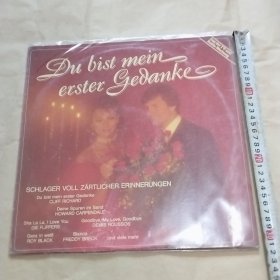 Du bist mein
erster Gedanke
SCHLAGER VOLL ZÄRTLICHER ERINNERUNGEN
Du bist mein erster Gedanke
CLIFF RICHARD
Deine Spuren im Sand
HOWARD CARPENDALE
Sha La La, I Love You
DIE FLIPPERS
Goodbye, My Love, Goodbye
DEMIS ROUSSOS
Ganz in weiß
ROY BLACK
Bianca
FREDDY BRECK
und viele mehr